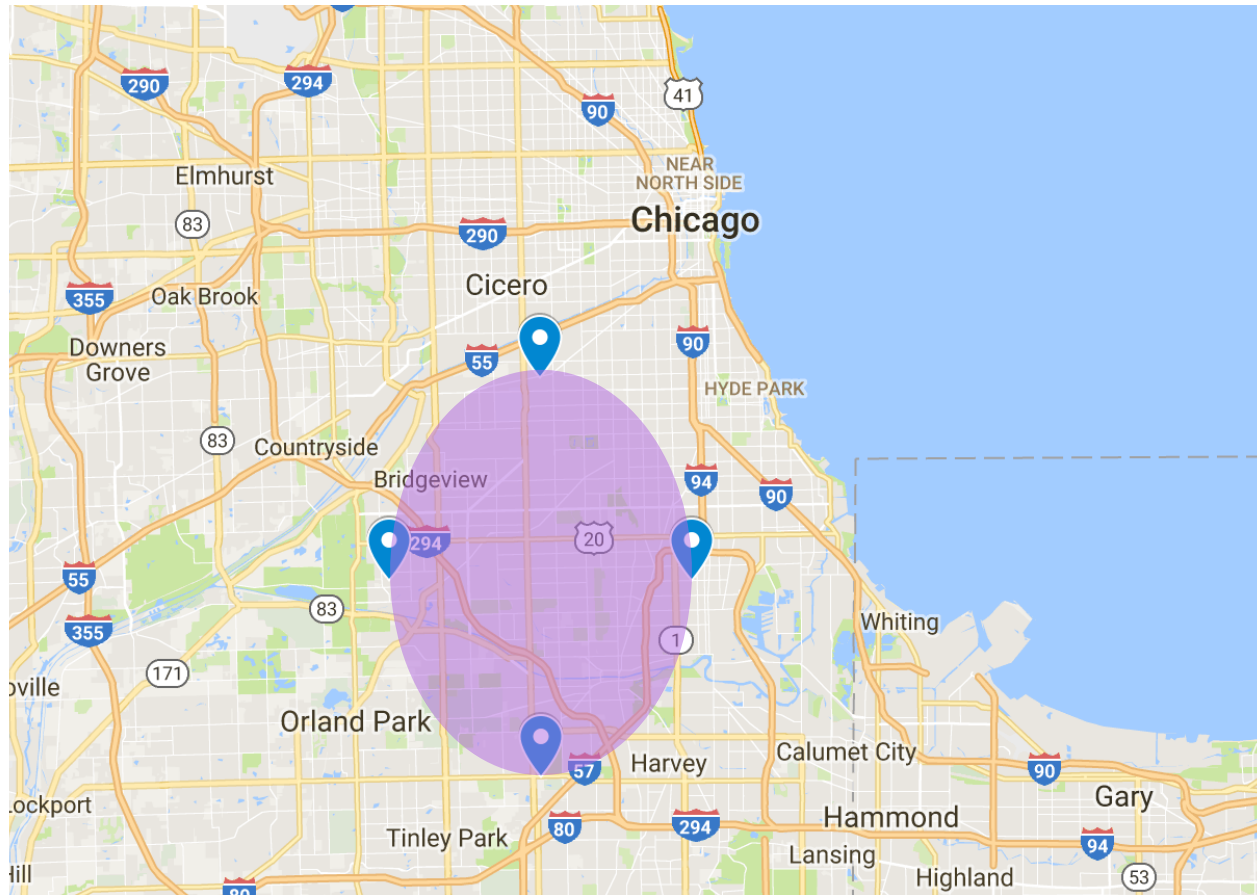 290
294
90
41
Elmhurst
NEAR
NORTH SIDE
83
Chicago
290
Cicero
355
Oak Brook
90
Downers
Grove
55
HYDE PARK
83
Countryside
Bridgeview
94
90
294
20
55
83
355
Whiting
1
171
oville
Orland Park
57
Harvey
Calumet City
90
Gary
Lockport
80
294
Hammond
Tinley Park
94
Lansing
Highland
53
Hill
80